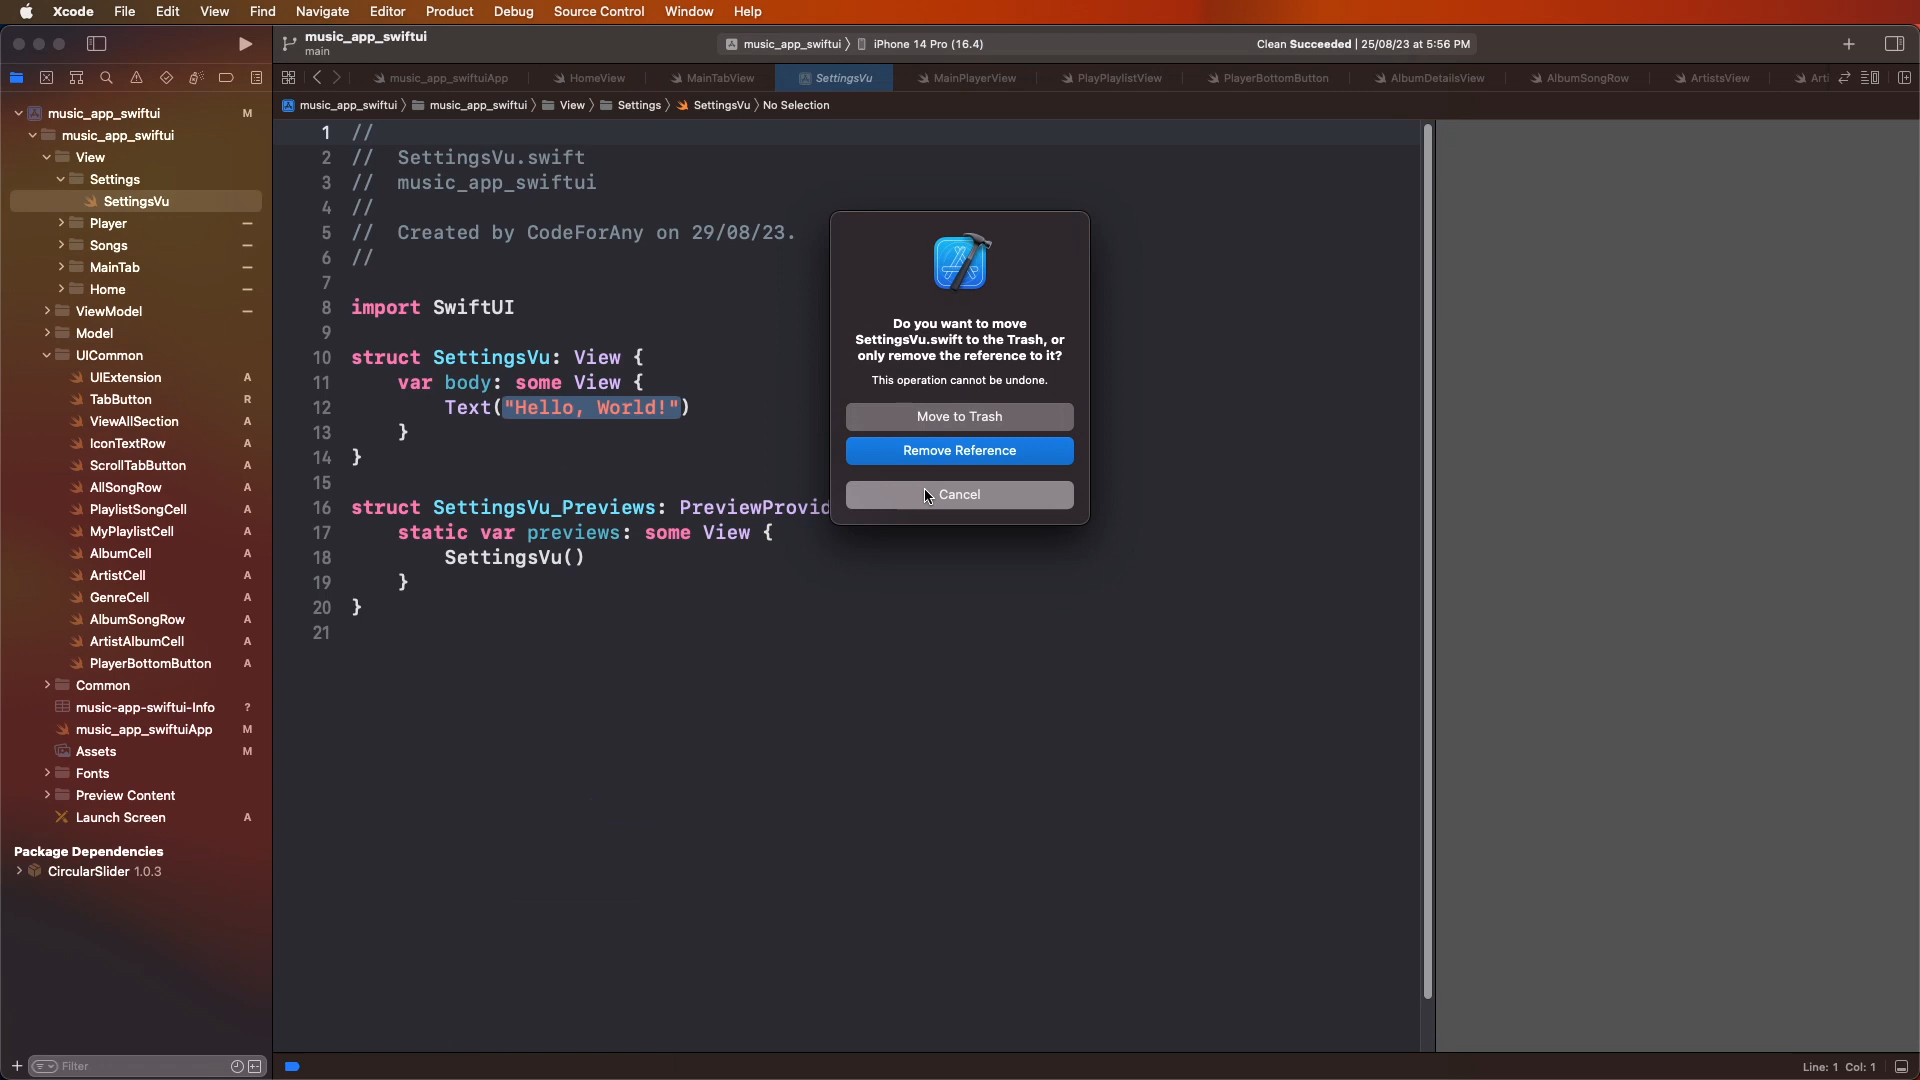 Xcode File Edit View Find Navigate Editor Product Debug Source Control Window Help
music_app_swiftui
main
music_app_swiftui iPhone 14 Pro (16.4)
Clean Succeeded | 25/08/23 at 5:56 PM
music_app_swiftuiApp HomeView MainTabView SettingsVu MainPlayerView PlayPlaylistView PlayerBottomButton AlbumDetailsView AlbumSongRow ArtistsView Arti
music_app_swiftui music_app_swiftui View Settings SettingsVu No Selection
music_app_swiftui M
music_app_swiftui
View
Settings
SettingsVu
Player
Songs
MainTab
Home
ViewModel
Model
UICommon
UIExtension A
TabButton R
ViewAllSection A
IconTextRow A
ScrollTabButton A
AllSongRow A
PlaylistSongCell A
MyPlaylistCell A
AlbumCell A
ArtistCell A
GenreCell A
AlbumSongRow A
ArtistAlbumCell A
PlayerBottomButton A
Common
music-app-swiftui-Info ?
music_app_swiftuiApp M
Assets M
Fonts
Preview Content
Launch Screen A
Package Dependencies
CircularSlider 1.0.3
Filter
1 //
2 // SettingsVu.swift
3 // music_app_swiftui
4 //
5 // Created by CodeForAny on 29/08/23.
6 //
7
8 import SwiftUI
9
10 struct SettingsVu: View {
11 var body: some View {
12 Text("Hello, World!")
13 }
14 }
15
16 struct SettingsVu_Previews: PreviewProvid
17 static var previews: some View {
18 SettingsVu()
19 }
20 }
21
Do you want to move
SettingsVu.swift to the Trash, or
only remove the reference to it?
This operation cannot be undone.
Move to Trash
Remove Reference
Cancel
Line: 1 Col: 1